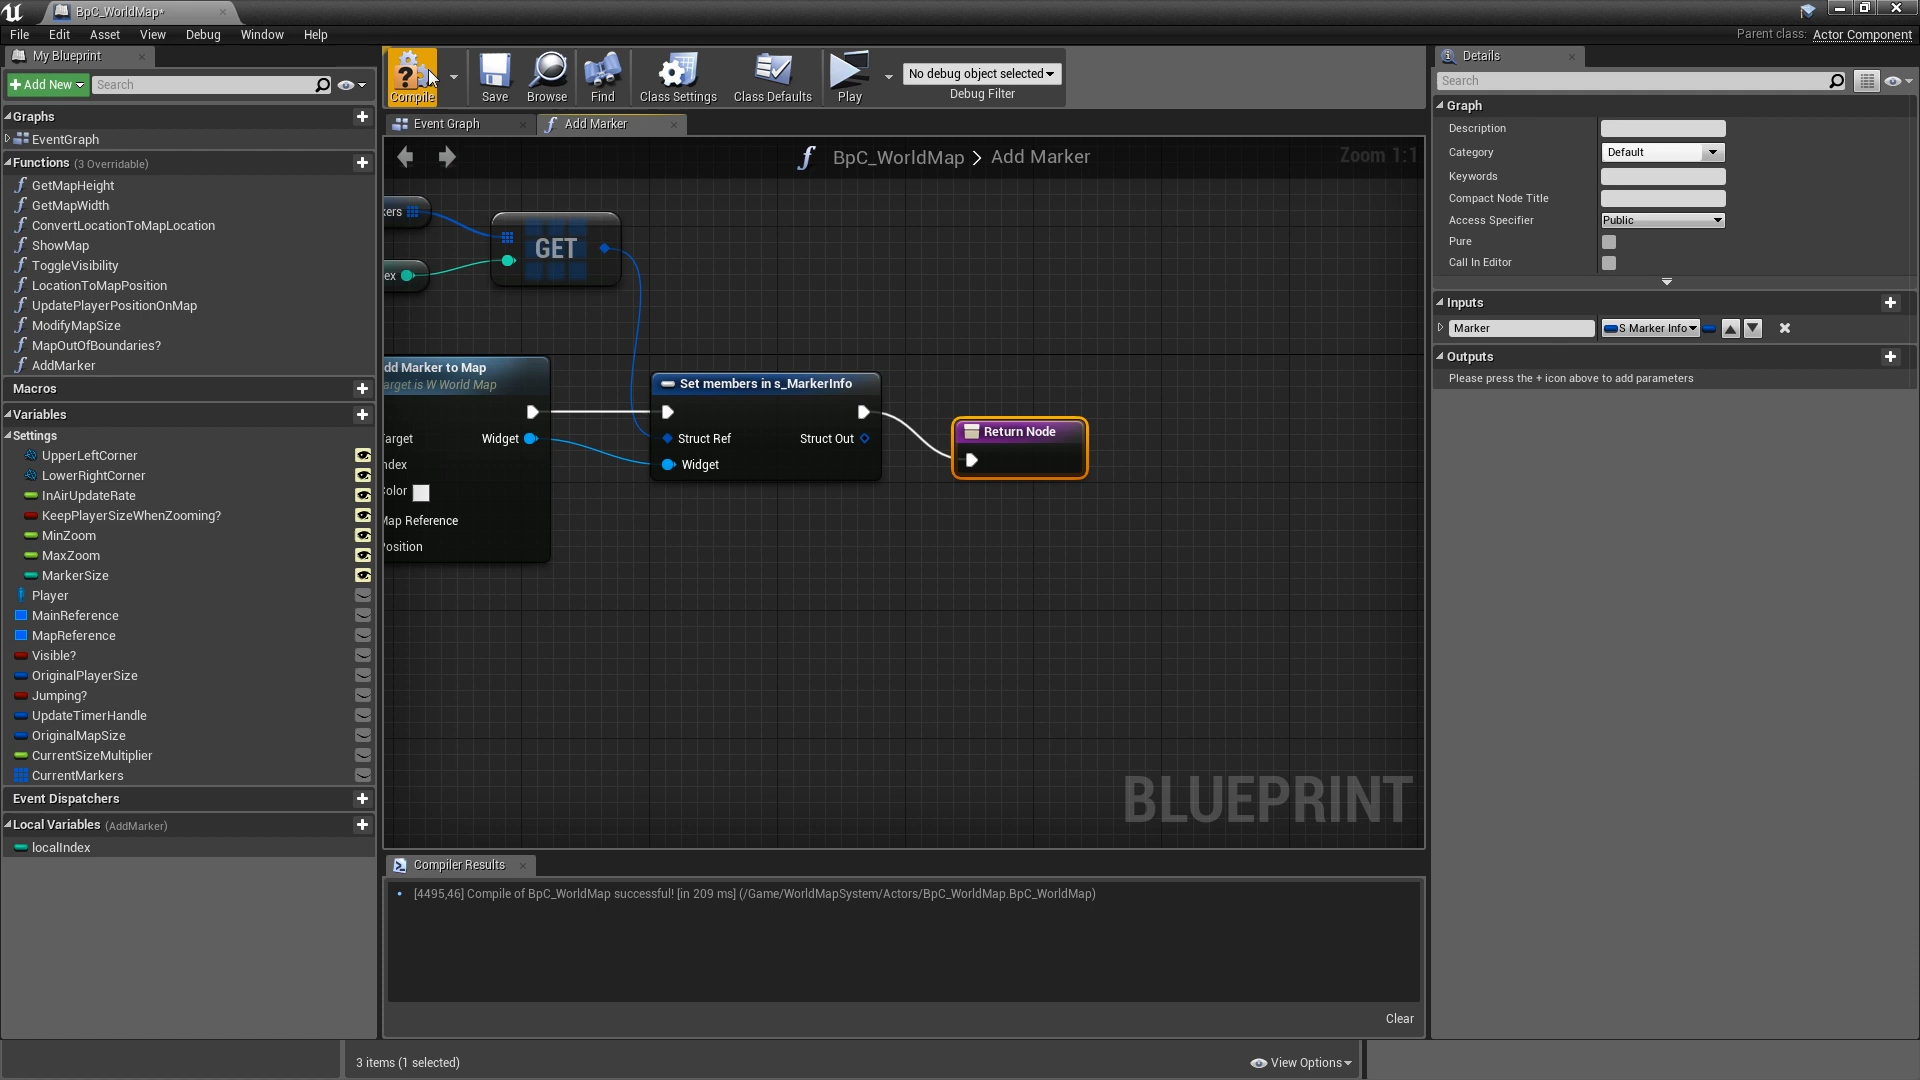 BpC_WorldMap*
File Edit Asset View Debug Window Help
Parent class: Actor Component
My Blueprint
Add New
Search
Graphs
EventGraph
Functions (3 Overridable)
GetMapHeight
GetMapWidth
ConvertLocationToMapLocation
ShowMap
ToggleVisibility
LocationToMapPosition
UpdatePlayerPositionOnMap
ModifyMapSize
MapOutOfBoundaries?
AddMarker
Macros
Variables
Settings
UpperLeftCorner
LowerRightCorner
InAirUpdateRate
KeepPlayerSizeWhenZooming?
MinZoom
MaxZoom
MarkerSize
Player
MainReference
MapReference
Visible?
OriginalPlayerSize
Jumping?
UpdateTimerHandle
OriginalMapSize
CurrentSizeMultiplier
CurrentMarkers
Event Dispatchers
Local Variables (AddMarker)
localIndex
Compile Save Browse Find Class Settings Class Defaults Play
No debug object selected
Debug Filter
Event Graph
Add Marker
BpC_WorldMap > Add Marker
Zoom 1:1
kers
GET
ex
dd Marker to Map
arget is W World Map
arget
Widget
ndex
Color
Map Reference
Position
Set members in s_MarkerInfo
Struct Ref
Struct Out
Widget
Return Node
BLUEPRINT
Compiler Results
• [4495,46] Compile of BpC_WorldMap successful! [in 209 ms] (/Game/WorldMapSystem/Actors/BpC_WorldMap.BpC_WorldMap)
Clear
3 items (1 selected)
View Options
Details
Search
Graph
Description
Category Default
Keywords
Compact Node Title
Access Specifier Public
Pure
Call In Editor
Inputs
Marker S Marker Info
Outputs
Please press the + icon above to add parameters